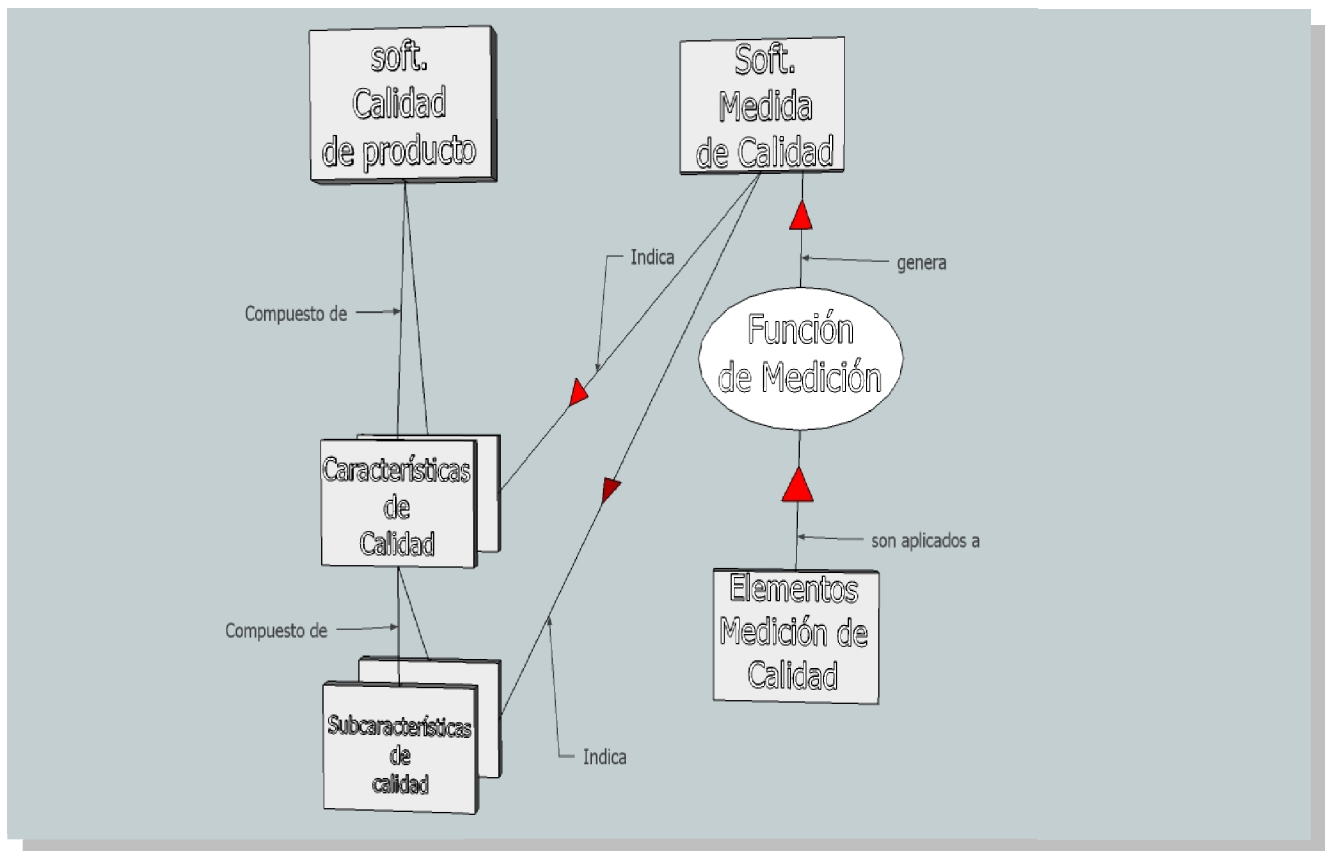 soft.
Calidad
de producto
Soft.
Medida
de Calidad
Indica
genera
Compuesto de
Función
de Medición
Características
de
Calidad
son aplicados a
Elementos
Medición de
Calidad
Compuesto de
Subcaracterísticas
de
calidad
Indica